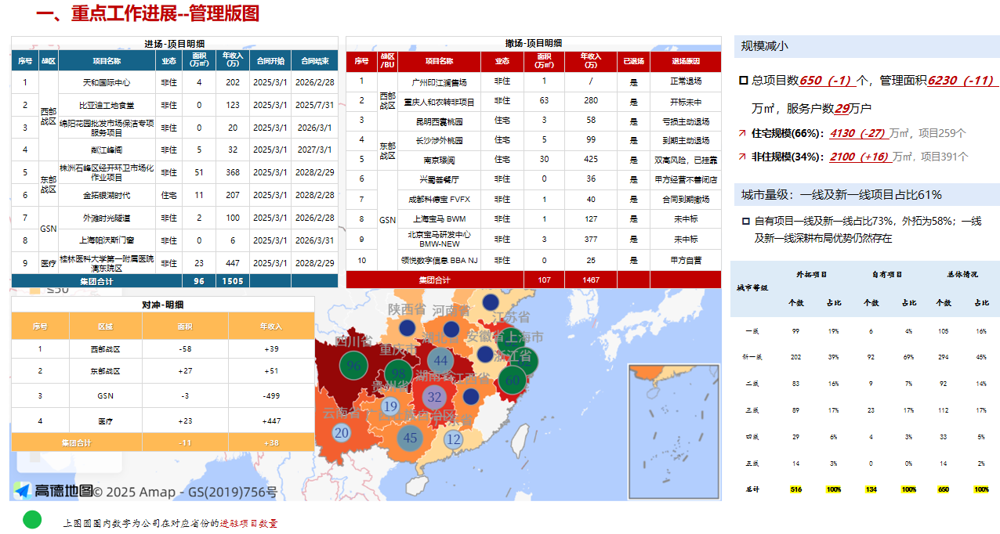 一、重点工作进展--管理版图
进场-项目明细
序号 战区 项目名称 业态 面积(万㎡) 年收入(万) 合同开始 合同结束
1 天和国际中心 非住 4 202 2025/3/1 2026/2/28
2 比亚迪工地食堂 非住 0 123 2025/3/1 2025/7/31
西部战区
3 绵阳花园批发市场保洁专项服务项目 非住 0 20 2025/3/1 2026/3/1
4 鹬江峰阁 非住 5 32 2025/3/1 2027/3/1
5 株洲石峰区经开环卫市场化作业项目 非住 51 368 2025/3/1 2028/2/29
东部战区
6 金拓银湖时代 住宅 11 207 2025/3/1 2028/2/28
7 外滩时光隧道 非住 2 100 2025/3/1 2026/2/28
GSN
8 上海帕沃斯门窗 非住 0 6 2025/3/1 2026/3/31
9 医疗 桂林医科大学第一附属医院漓东院区 非住 23 447 2025/3/1 2028/2/29
集团合计 96 1505
撤场-项目明细
序号 战区/BU 项目名称 业态 面积(万㎡) 年收入(万) 已退场 退场原因
1 广州印江澜售场 非住 1 / 是 正常退场
西部战区
2 重庆人和农转非项目 非住 63 280 是 开标未中
3 昆明西囊桃园 住宅 3 58 是 亏损主动退场
4 长沙涉外桃园 住宅 5 99 是 到期主动退场
东部战区
5 南京璟阅 住宅 30 425 是 双高风险，已挂靠
6 兴蜀荟餐厅 非住 0 36 是 甲方经营不善闭店
7 成都科德宝 FVFX 非住 1 40 是 合同到期撤场
8 GSN 上海宝马 BWM 非住 1 127 是 未中标
9 北京宝马研发中心 BMW-NEW 非住 3 377 是 未中标
10 领悦数字信息 BBA NJ 非住 0 25 是 甲方自营
集团合计 107 1467
≤50
对冲-明细
序号 区域 面积 年收入
1 西部战区 -58 +39
2 东部战区 +27 +51
3 GSN -3 -499
4 医疗 +23 +447
集团合计 -11 +38
陕西省 河南省 江苏省
四川省 重庆市 湖北省 安徽省 上海市
浙江省
贵州省 湖南省 江西省
云南省
96 98 44 60
19 32
20 45 12
高德地图 © 2025 Amap - GS(2019)756号
上图圆圈内数字为公司在对应省份的进驻项目数量
规模减小
总项目数650（-1）个，管理面积6230（-11）
万㎡，服务户数29万户
住宅规模(66%)：4130（-27）万㎡，项目259个
非住规模(34%)：2100（+16）万㎡，项目391个
城市量级：一线及新一线项目占比61%
自有项目一线及新一线占比73%，外拓为58%；一线
及新一线深耕布局优势仍然存在
城市等级 外拓项目 自有项目 总体情况
个数 占比 个数 占比 个数 占比
一线 99 19% 6 4% 105 16%
新一线 202 39% 92 69% 294 45%
二线 83 16% 9 7% 92 14%
三线 89 17% 23 17% 112 17%
四线 29 6% 4 3% 33 5%
五线 14 3% 0 0% 14 2%
总计 516 100% 134 100% 650 100%